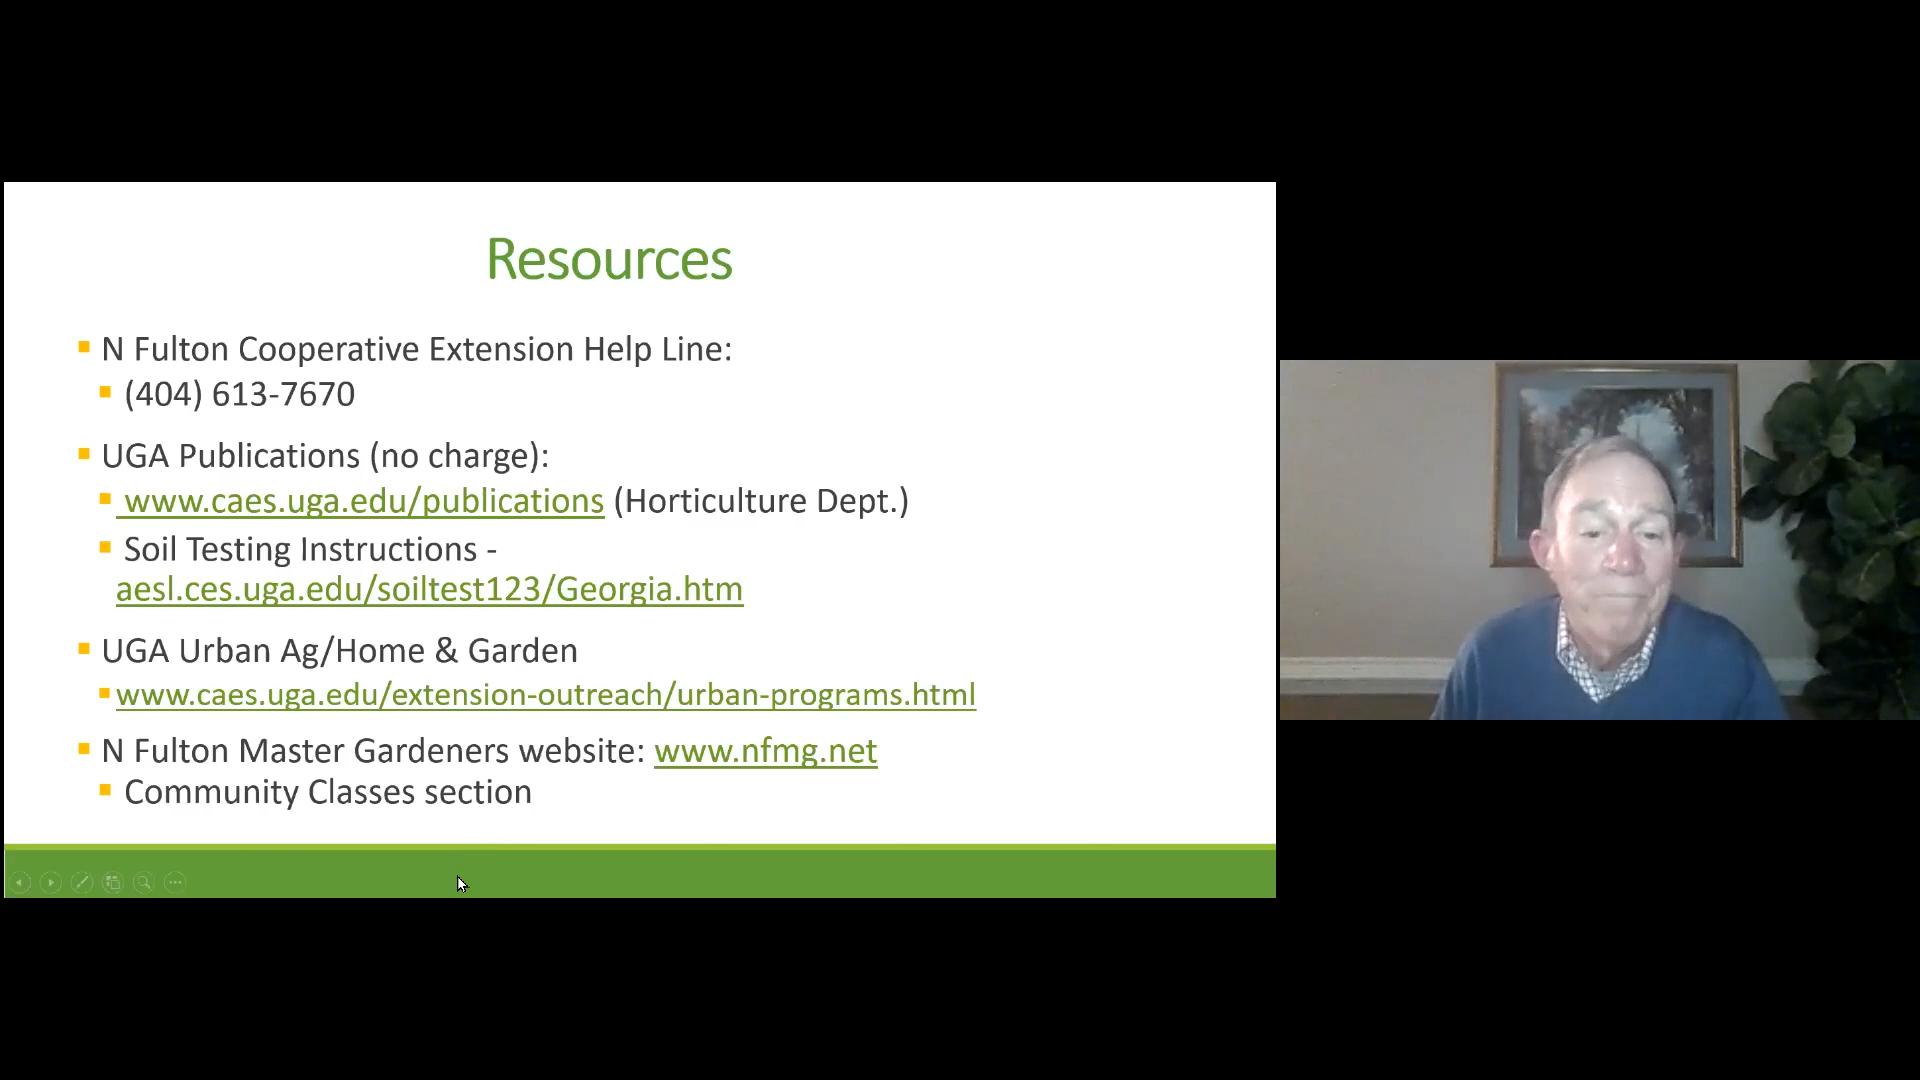 Resources
N Fulton Cooperative Extension Help Line:
(404) 613-7670
UGA Publications (no charge):
www.caes.uga.edu/publications (Horticulture Dept.)
Soil Testing Instructions -
aesl.ces.uga.edu/soiltest123/Georgia.htm
UGA Urban Ag/Home & Garden
www.caes.uga.edu/extension-outreach/urban-programs.html
N Fulton Master Gardeners website: www.nfmg.net
Community Classes section